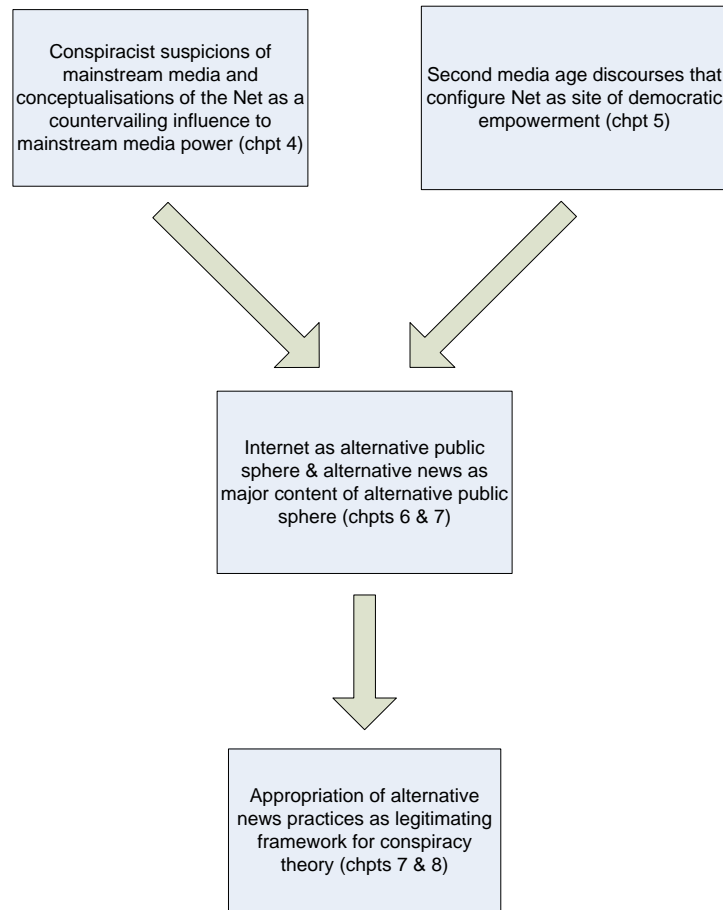 Conspiracist suspicions of
mainstream media and
conceptualisations of the Net as a
countervailing influence to
mainstream media power (chpt 4)
Second media age discourses that
configure Net as site of democratic
empowerment (chpt 5)
Internet as alternative public
sphere & alternative news as
major content of alternative public
sphere (chpts 6 & 7)
Appropriation of alternative
news practices as legitimating
framework for conspiracy
theory (chpts 7 & 8)